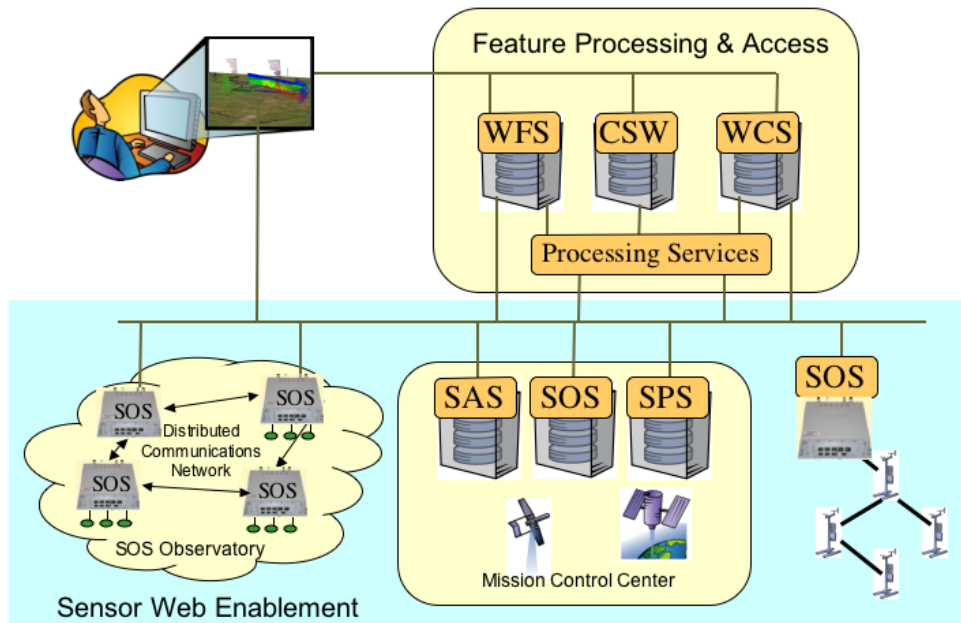 Feature Processing & Access
WFS
CSW
WCS
Processing Services
SOS
SOS
Distributed
Communications
Network
SOS
SOS
SOS Observatory
SAS
SOS
SPS
Mission Control Center
SOS
Sensor Web Enablement